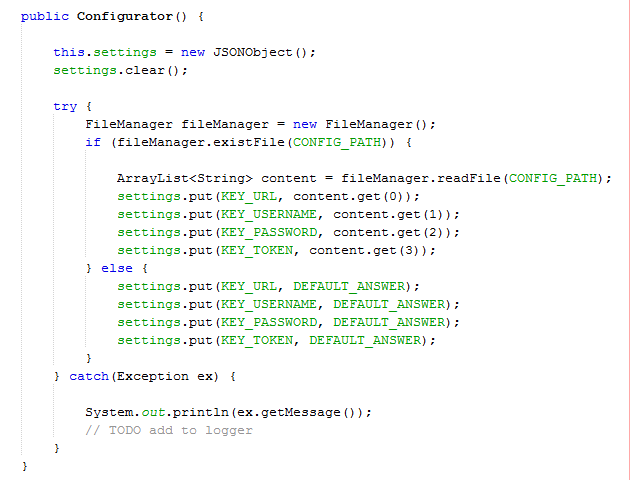 public Configurator() {
this.settings = new JSONObject();
settings.clear();
try {
FileManager fileManager = new FileManager();
if (fileManager.existFile(CONFIG_PATH)) {
ArrayList<String> content = fileManager.readFile(CONFIG_PATH);
settings.put(KEY_URL, content.get(0));
settings.put(KEY_USERNAME, content.get(1));
settings.put(KEY_PASSWORD, content.get(2));
settings.put(KEY_TOKEN, content.get(3));
} else {
settings.put(KEY_URL, DEFAULT_ANSWER);
settings.put(KEY_USERNAME, DEFAULT_ANSWER);
settings.put(KEY_PASSWORD, DEFAULT_ANSWER);
settings.put(KEY_TOKEN, DEFAULT_ANSWER);
}
} catch(Exception ex) {
System.out.println(ex.getMessage());
// TODO add to logger
}
}